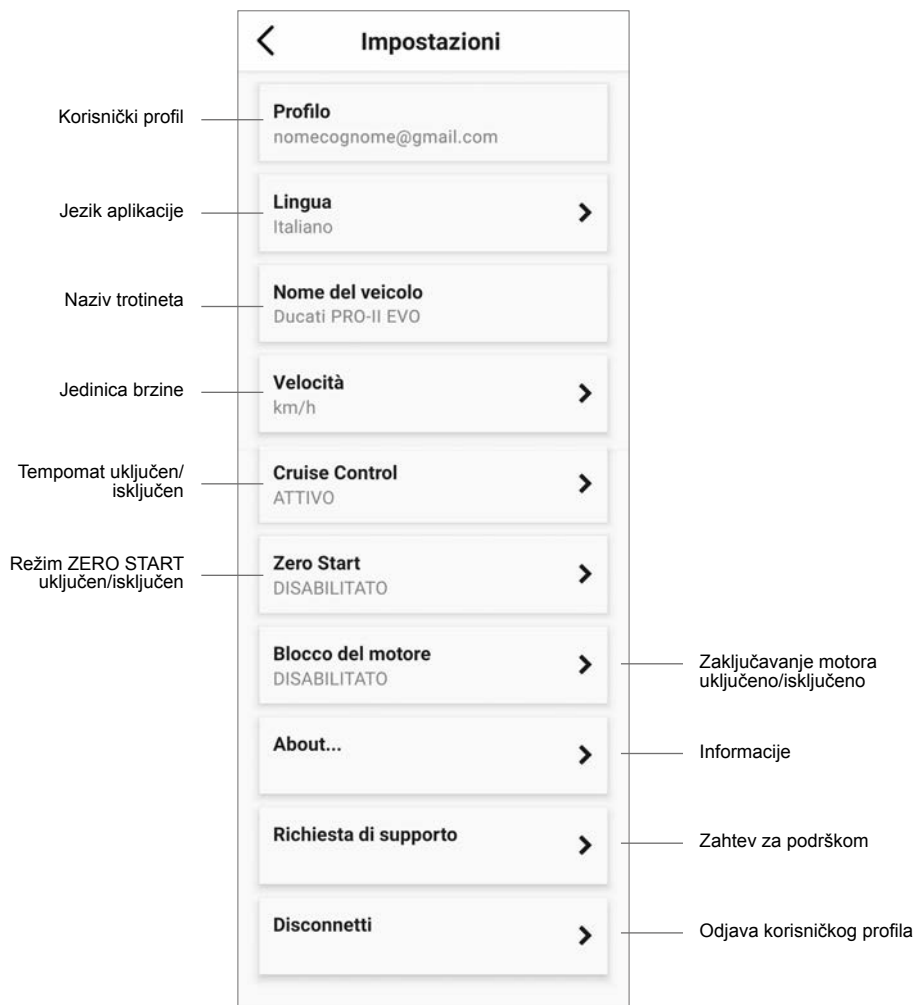 Impostazioni
Korisnički profil
Profilo
nomecognome@gmail.com
Jezik aplikacije
Lingua
Italiano
Naziv trotineta
Nome del veicolo
Ducati PRO-II EVO
Jedinica brzine
Velocità
km/h
Tempomat uključen/
isključen
Cruise Control
ATTIVO
Režim ZERO START
uključen/isključen
Zero Start
DISABILITATO
Blocco del motore
DISABILITATO
Zaključavanje motora
uključeno/isključeno
About...
Informacije
Richiesta di supporto
Zahtev za podrškom
Disconnetti
Odjava korisničkog profila